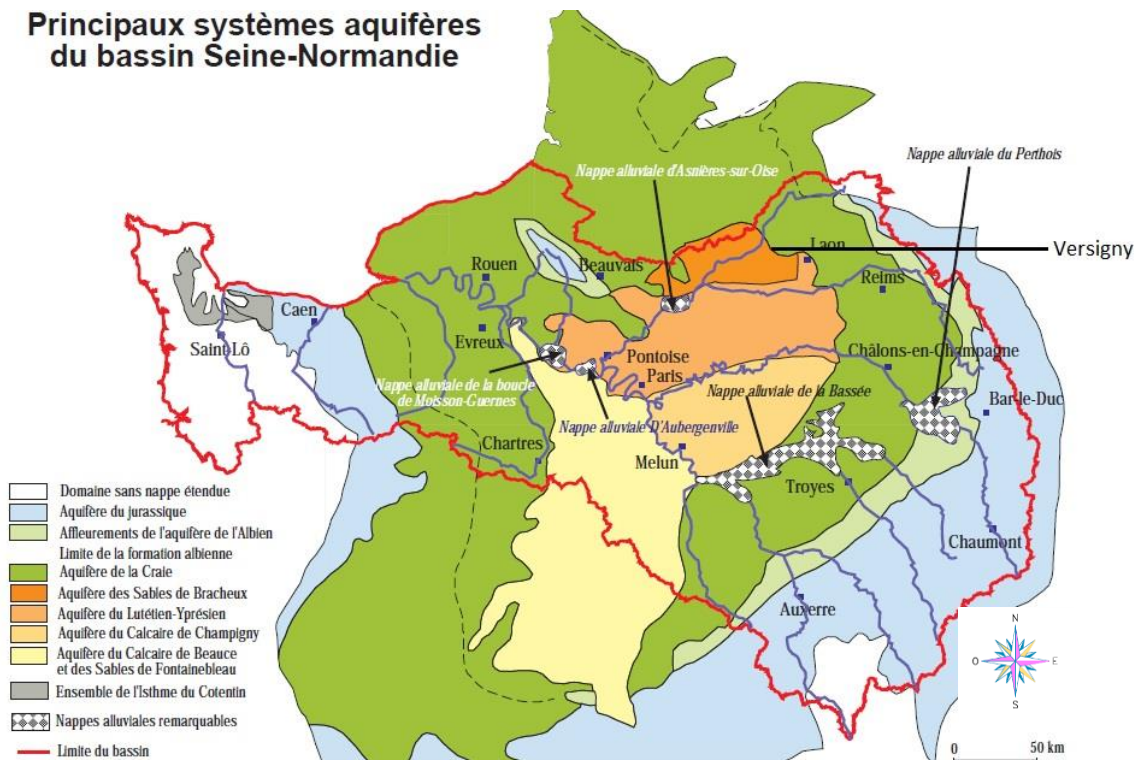 Principaux systèmes aquifères
du bassin Seine-Normandie
Nappe alluviale du Perthois
Nappe alluviale d'Asnières-sur-Oise
Versigny
Laon
Rouen
Beauvais
Reims
Caen
Evreux
Saint-Lô
Pontoise
Paris
Châlons-en-Champagne
Nappe alluviale de la boucle
de Moisson-Guernes
Nappe alluviale de la Bassée
Bar-le-Duc
Nappe alluviale D'Aubergenville
Chartres
Melun
Troyes
Chaumont
Auxerre
Domaine sans nappe étendue
Aquifère du jurassique
Affleurements de l'aquifère de l'Albien
Limite de la formation albienne
Aquifère de la Craie
Aquifère des Sables de Bracheux
Aquifère du Lutétien-Yprésien
Aquifère du Calcaire de Champigny
Aquifère du Calcaire de Beauce
et des Sables de Fontainebleau
Ensemble de l'Isthme du Cotentin
Nappes alluviales remarquables
Limite du bassin
N
O
E
S
0 50 km